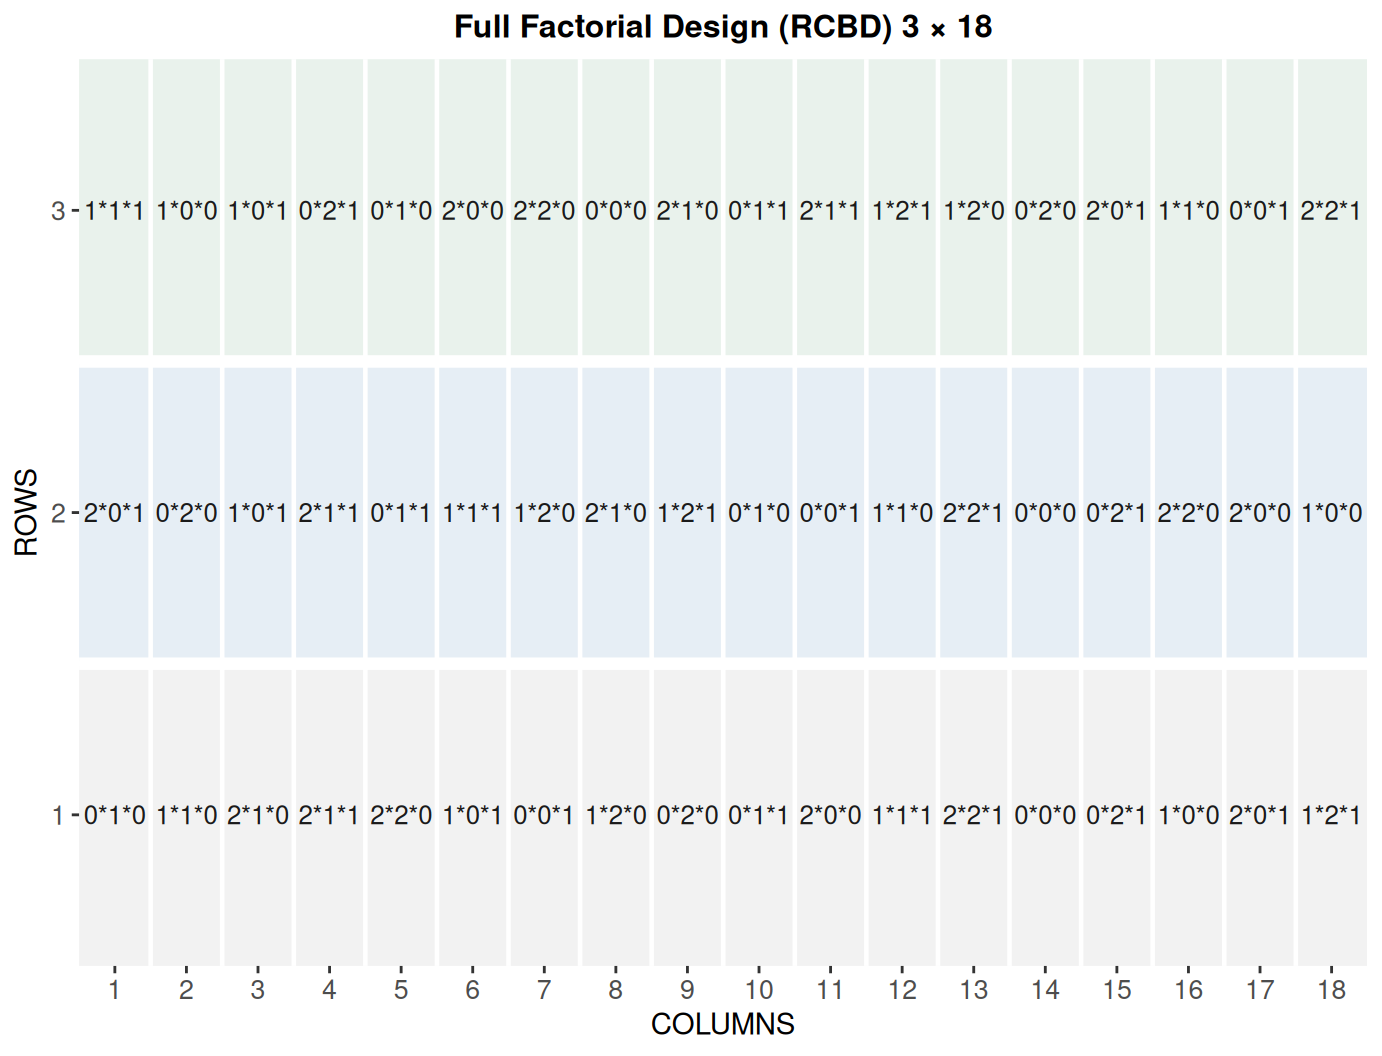 Full Factorial Design (RCBD) 3 × 18
3 1*1*1 1*0*0 1*0*1 0*2*1 0*1*0 2*0*0 2*2*0 0*0*0 2*1*0 0*1*1 2*1*1 1*2*1 1*2*0 0*2*0 2*0*1 1*1*0 0*0*1 2*2*1
ROWS
2 2*0*1 0*2*0 1*0*1 2*1*1 0*1*1 1*1*1 1*2*0 2*1*0 1*2*1 0*1*0 0*0*1 1*1*0 2*2*1 0*0*0 0*2*1 2*2*0 2*0*0 1*0*0
1 0*1*0 1*1*0 2*1*0 2*1*1 2*2*0 1*0*1 0*0*1 1*2*0 0*2*0 0*1*1 2*0*0 1*1*1 2*2*1 0*0*0 0*2*1 1*0*0 2*0*1 1*2*1
1 2 3 4 5 6 7 8 9 10 11 12 13 14 15 16 17 18
COLUMNS